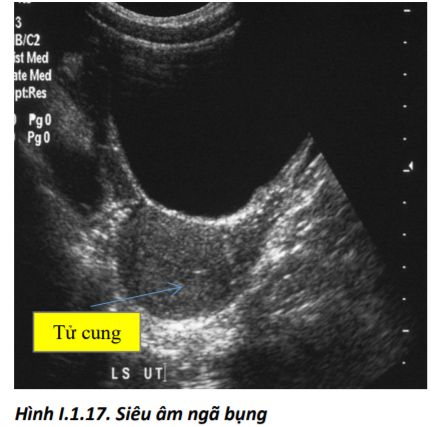 3
B/C2
ist Med
ate Med
pt:Res
Pg 0
Pg 0
Tử cung
LS UT
Hình I.1.17. Siêu âm ngã bụng